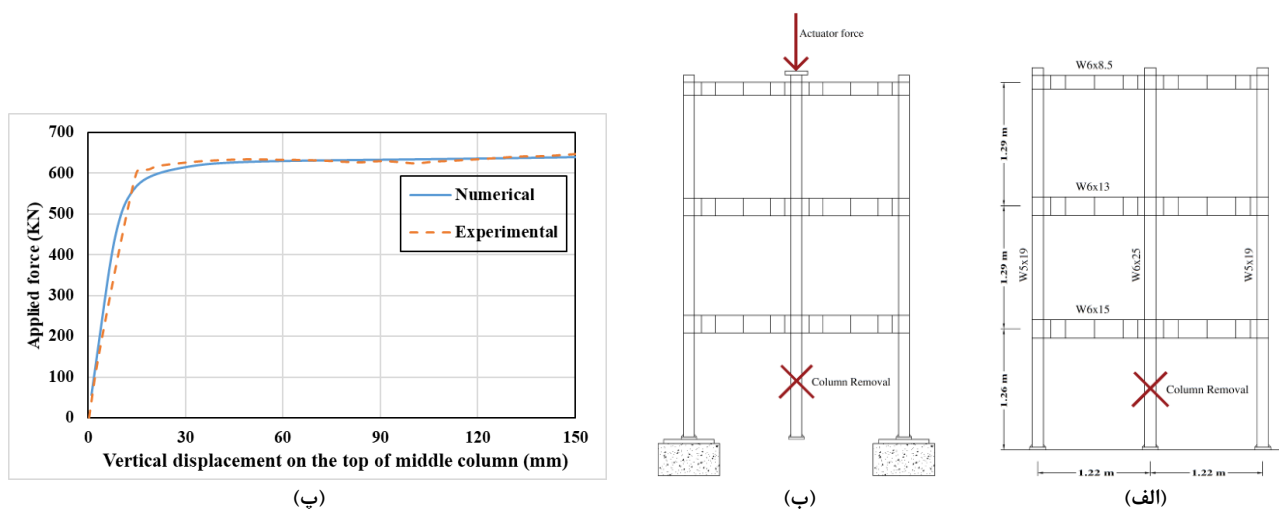 700
600
500
400
300
200
100
0
0
30
60
90
120
150
Applied force (KN)
Vertical displacement on the top of middle column (mm)
Numerical
Experimental
(پ)
Actuator force
Column Removal
(ب)
W6x8.5
W6x13
W6x15
W5x19
W6x25
W5x19
1.29 m
1.29 m
1.26 m
Column Removal
1.22 m
1.22 m
(الف)